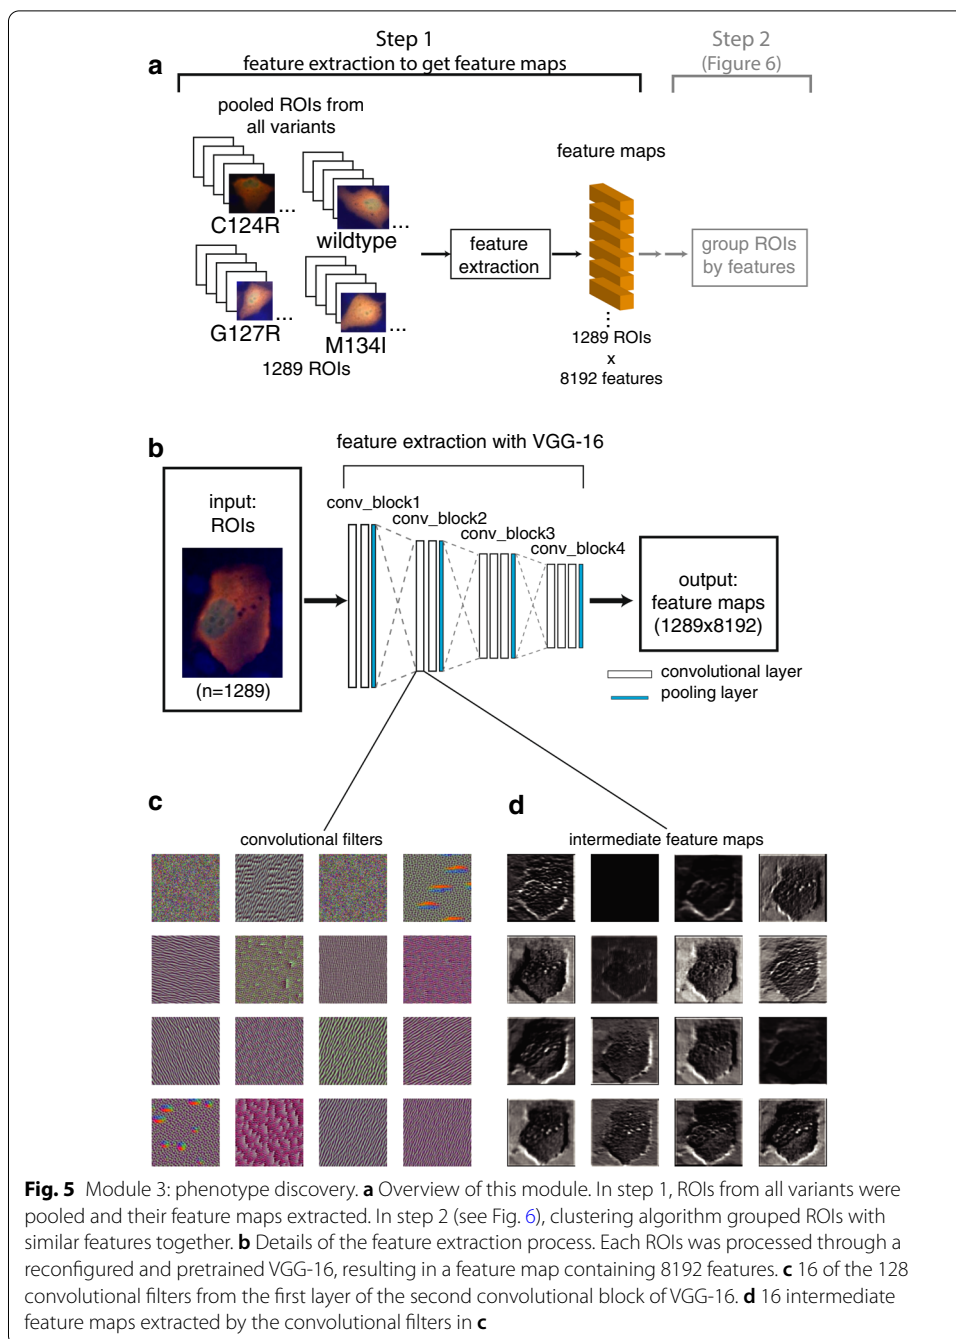 Step 1
feature extraction to get feature maps
Step 2
(Figure 6)
a
pooled ROIs from
all variants
C124R
...
wildtype
...
G127R
...
M134I
...
1289 ROIs
feature
extraction
feature maps
1289 ROIs
x
8192 features
group ROIs
by features
b
feature extraction with VGG-16
input:
ROIs
(n=1289)
conv_block1
conv_block2
conv_block3
conv_block4
output:
feature maps
(1289x8192)
convolutional layer
pooling layer
c
convolutional filters
d
intermediate feature maps
Fig. 5 Module 3: phenotype discovery. a Overview of this module. In step 1, ROIs from all variants were
pooled and their feature maps extracted. In step 2 (see Fig. 6), clustering algorithm grouped ROIs with
similar features together. b Details of the feature extraction process. Each ROIs was processed through a
reconfigured and pretrained VGG-16, resulting in a feature map containing 8192 features. c 16 of the 128
convolutional filters from the first layer of the second convolutional block of VGG-16. d 16 intermediate
feature maps extracted by the convolutional filters in c